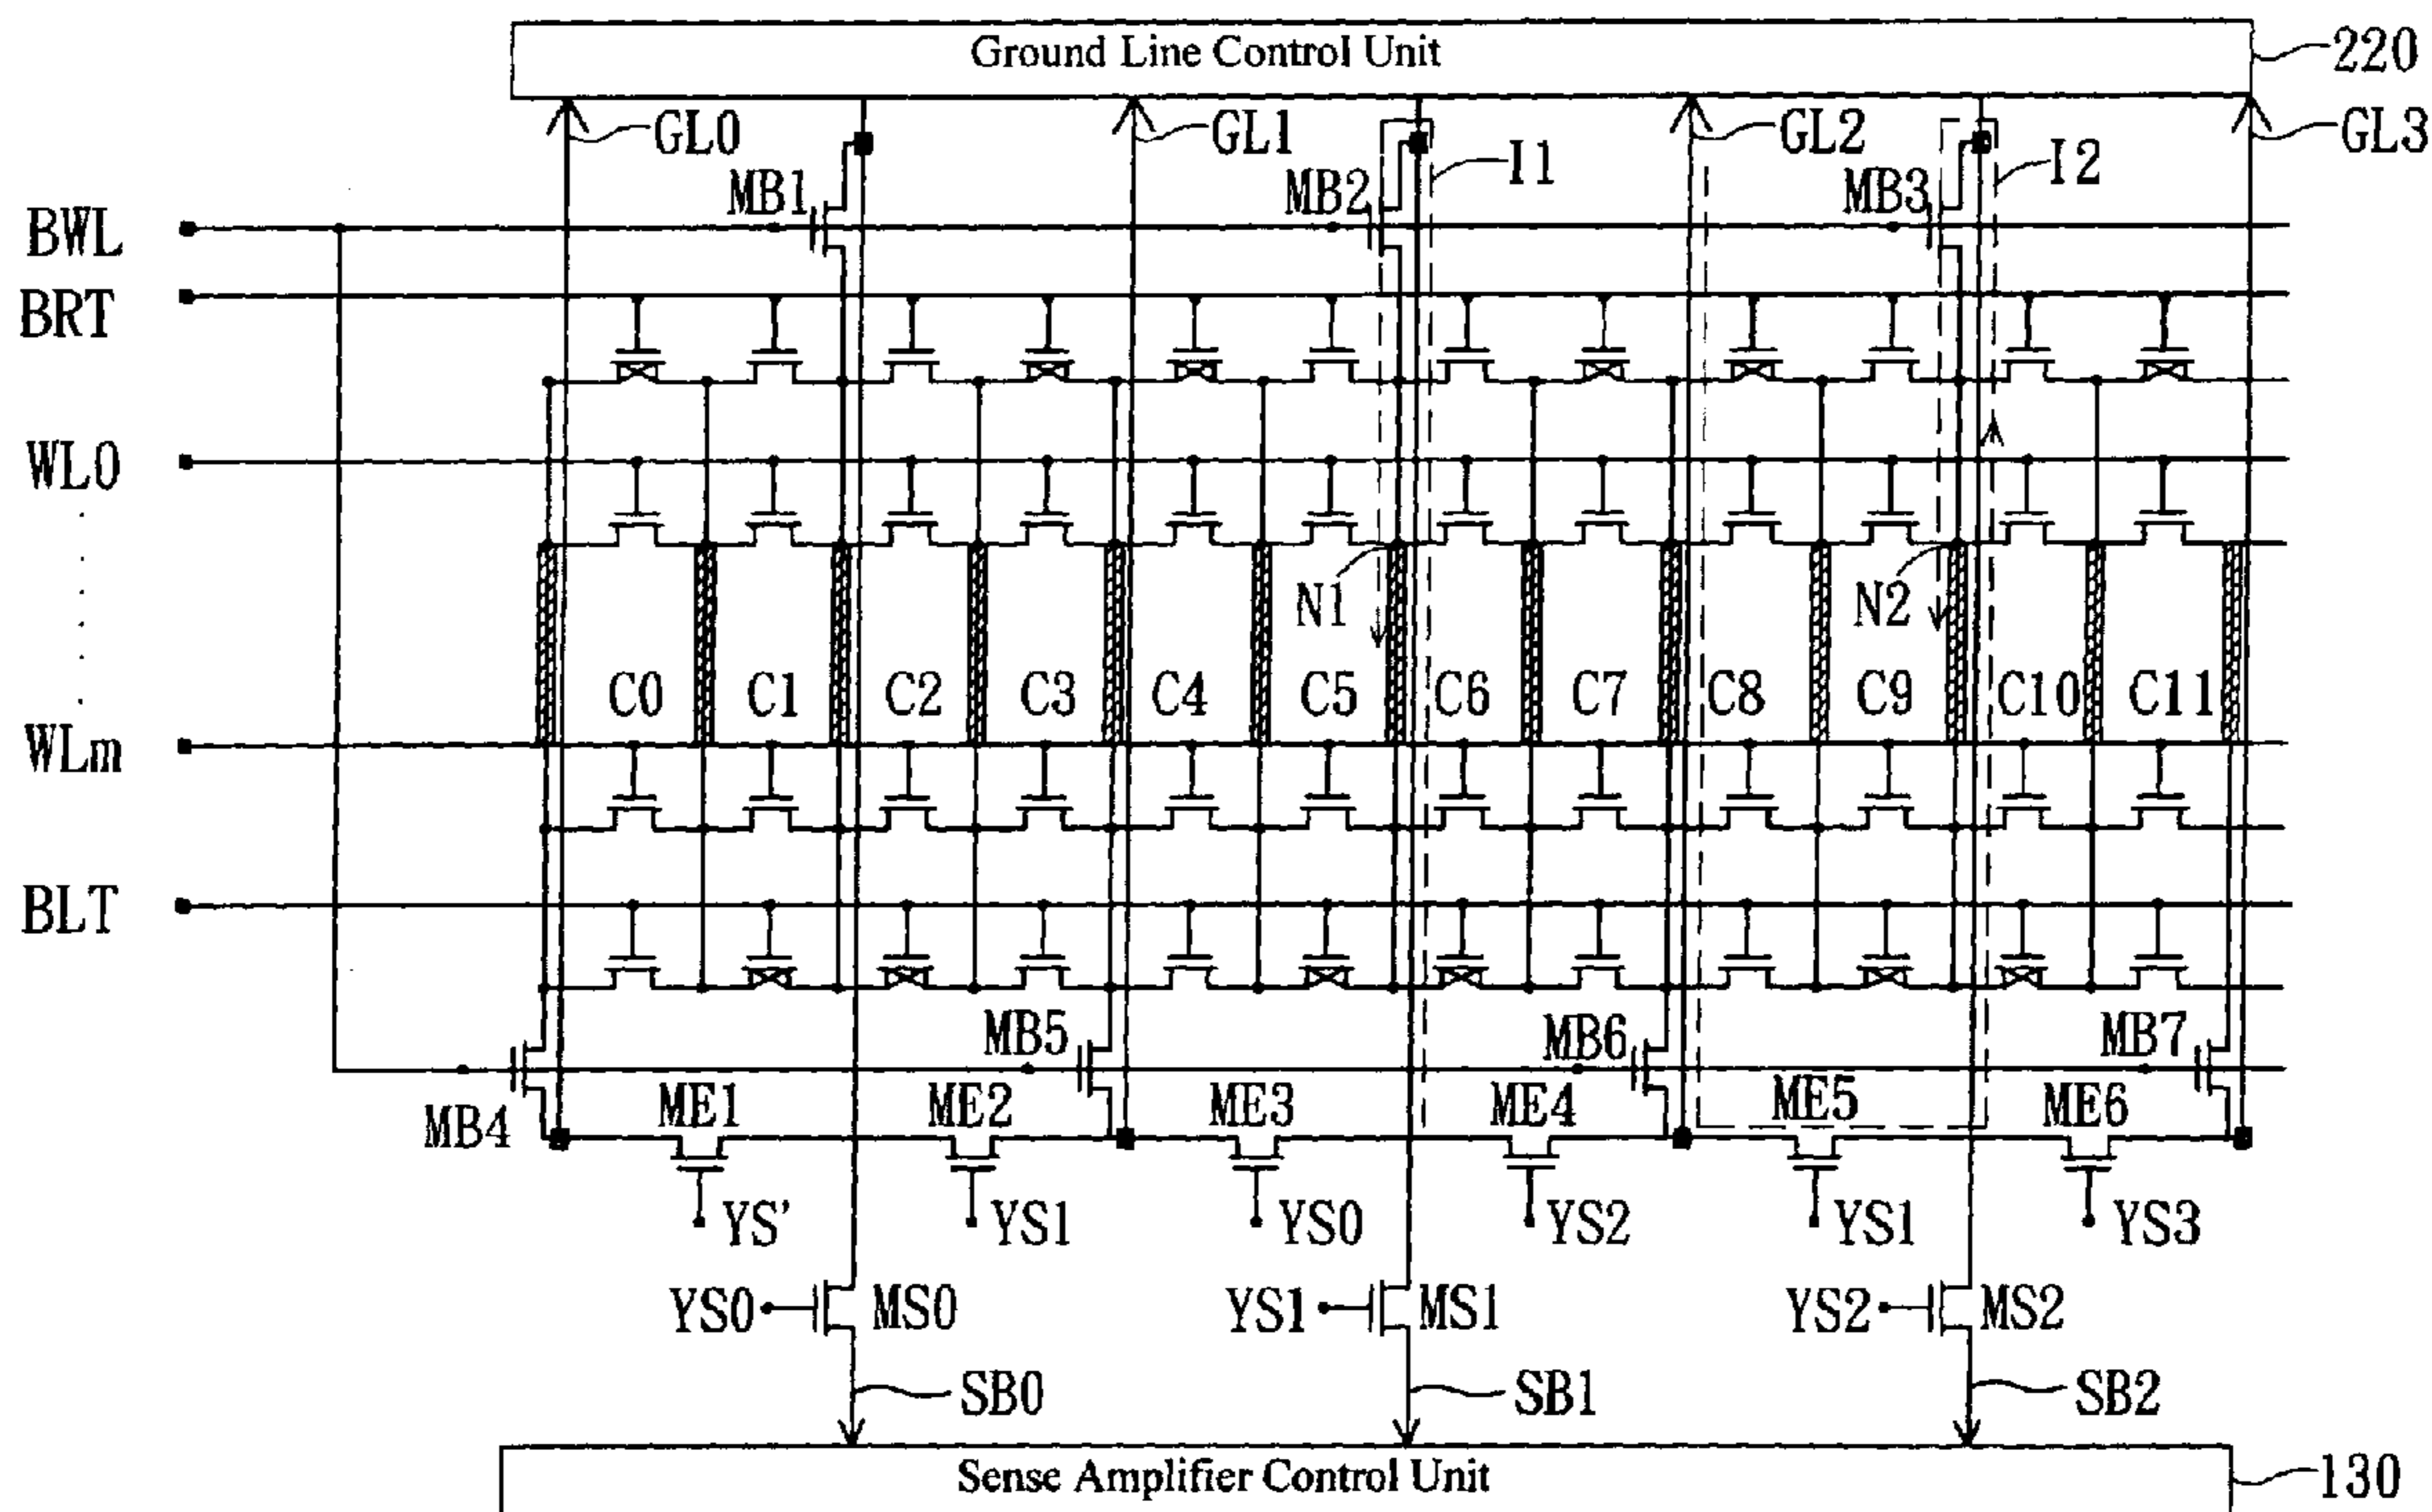 Ground Line Control Unit
220
GL0
GL1
GL2
GL3
I1
I2
MB1
MB2
MB3
BWL
BRT
WL0
N1
N2
C0
C1
C2
C3
C4
C5
C6
C7
C8
C9
C10
C11
WLm
BLT
MB4
MB5
MB6
MB7
ME1
ME2
ME3
ME4
ME5
ME6
YS'
YS1
YS0
YS2
YS1
YS3
YS0
MS0
YS1
MS1
YS2
MS2
SB0
SB1
SB2
Sense Amplifier Control Unit
130